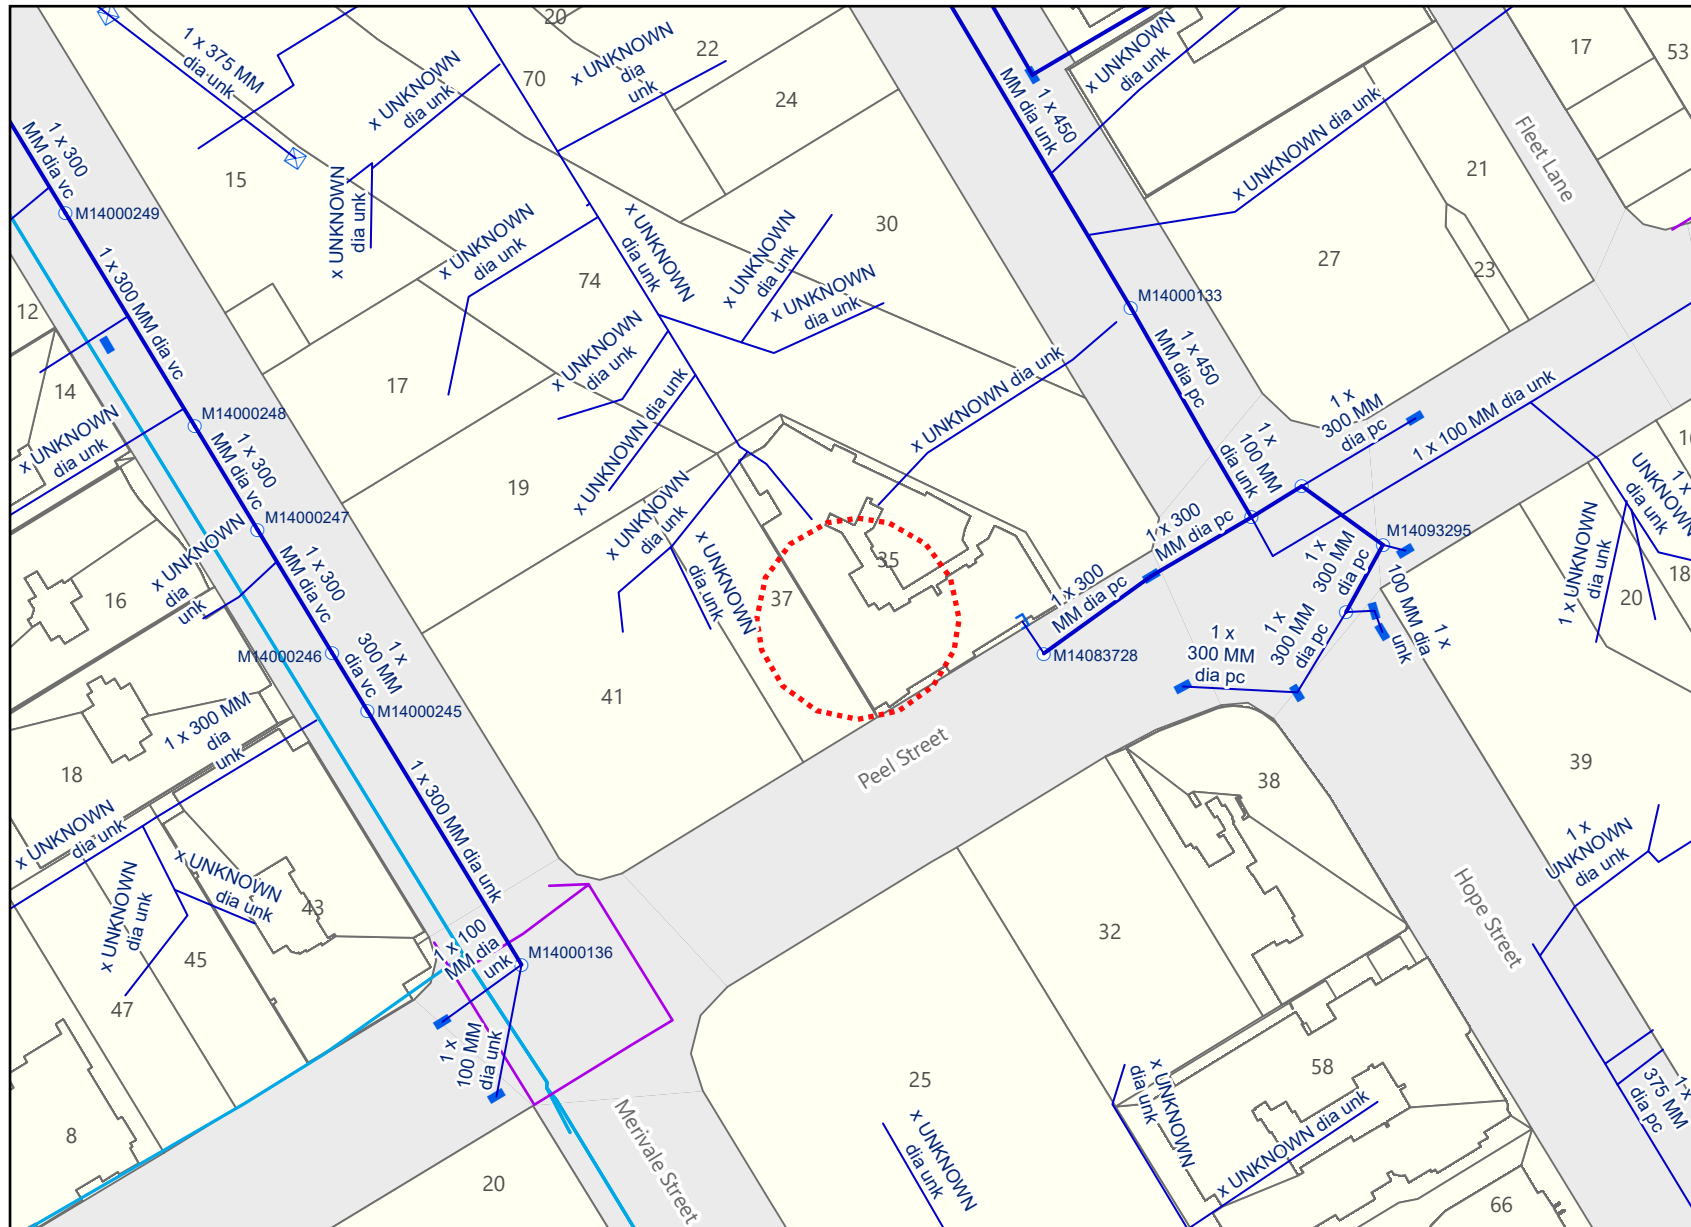 20
22
1 x 375 MM
dia unk
x UNKNOWN
dia unk
70
x UNKNOWN
dia
unk
24
MM dia unk
1 x 450
x UNKNOWN
dia unk
17
53
1 x 300
MM dia vc
15
x UNKNOWN
dia unk
x UNKNOWN dia unk
Fleet Lane
21
M14000249
x UNKNOWN
dia unk
x UNKNOWN
dia unk
x UNKNOWN
dia unk
30
27
23
1 x 300 MM dia vc
74
x UNKNOWN
dia unk
M14000133
12
x UNKNOWN
dia unk
x UNKNOWN dia unk
1 x 450
MM dia pc
14
17
x UNKNOWN dia unk
1 x
300 MM
dia pc
1 x 100 MM dia unk
M14000248
x UNKNOWN
dia unk
1 x 300
MM dia vc
19
x UNKNOWN
dia unk
1 x
100 MM
dia unk
UNKNOWN
dia unk
1 x
M14000247
x UNKNOWN
dia
unk
1 x 300
MM dia vc
x UNKNOWN
dia unk
35
1 x 300
MM dia pc
M14093295
1 x UNKNOWN
dia unk
16
37
1 x 300
MM dia pc
1 x
300 MM
dia pc
100 MM dia
unk
1 x
20
18
M14000246
1 x
300 MM
dia vc
M14083728
1 x
300 MM
dia pc
1 x
300 MM
dia pc
M14000245
41
1 x 300 MM
dia
unk
18
Peel Street
39
38
x UNKNOWN
dia unk
1 x 300 MM dia unk
1 x
UNKNOWN
dia unk
x UNKNOWN
dia unk
x UNKNOWN
dia unk
43
Hope Street
45
32
1 x 100
MM dia
unk
M14000136
47
1 x
100 MM
dia unk
25
58
x UNKNOWN
dia unk
1 x
375 MM
dia pc
8
Merivale Street
x UNKNOWN
dia unk
x UNKNOWN dia unk
20
66